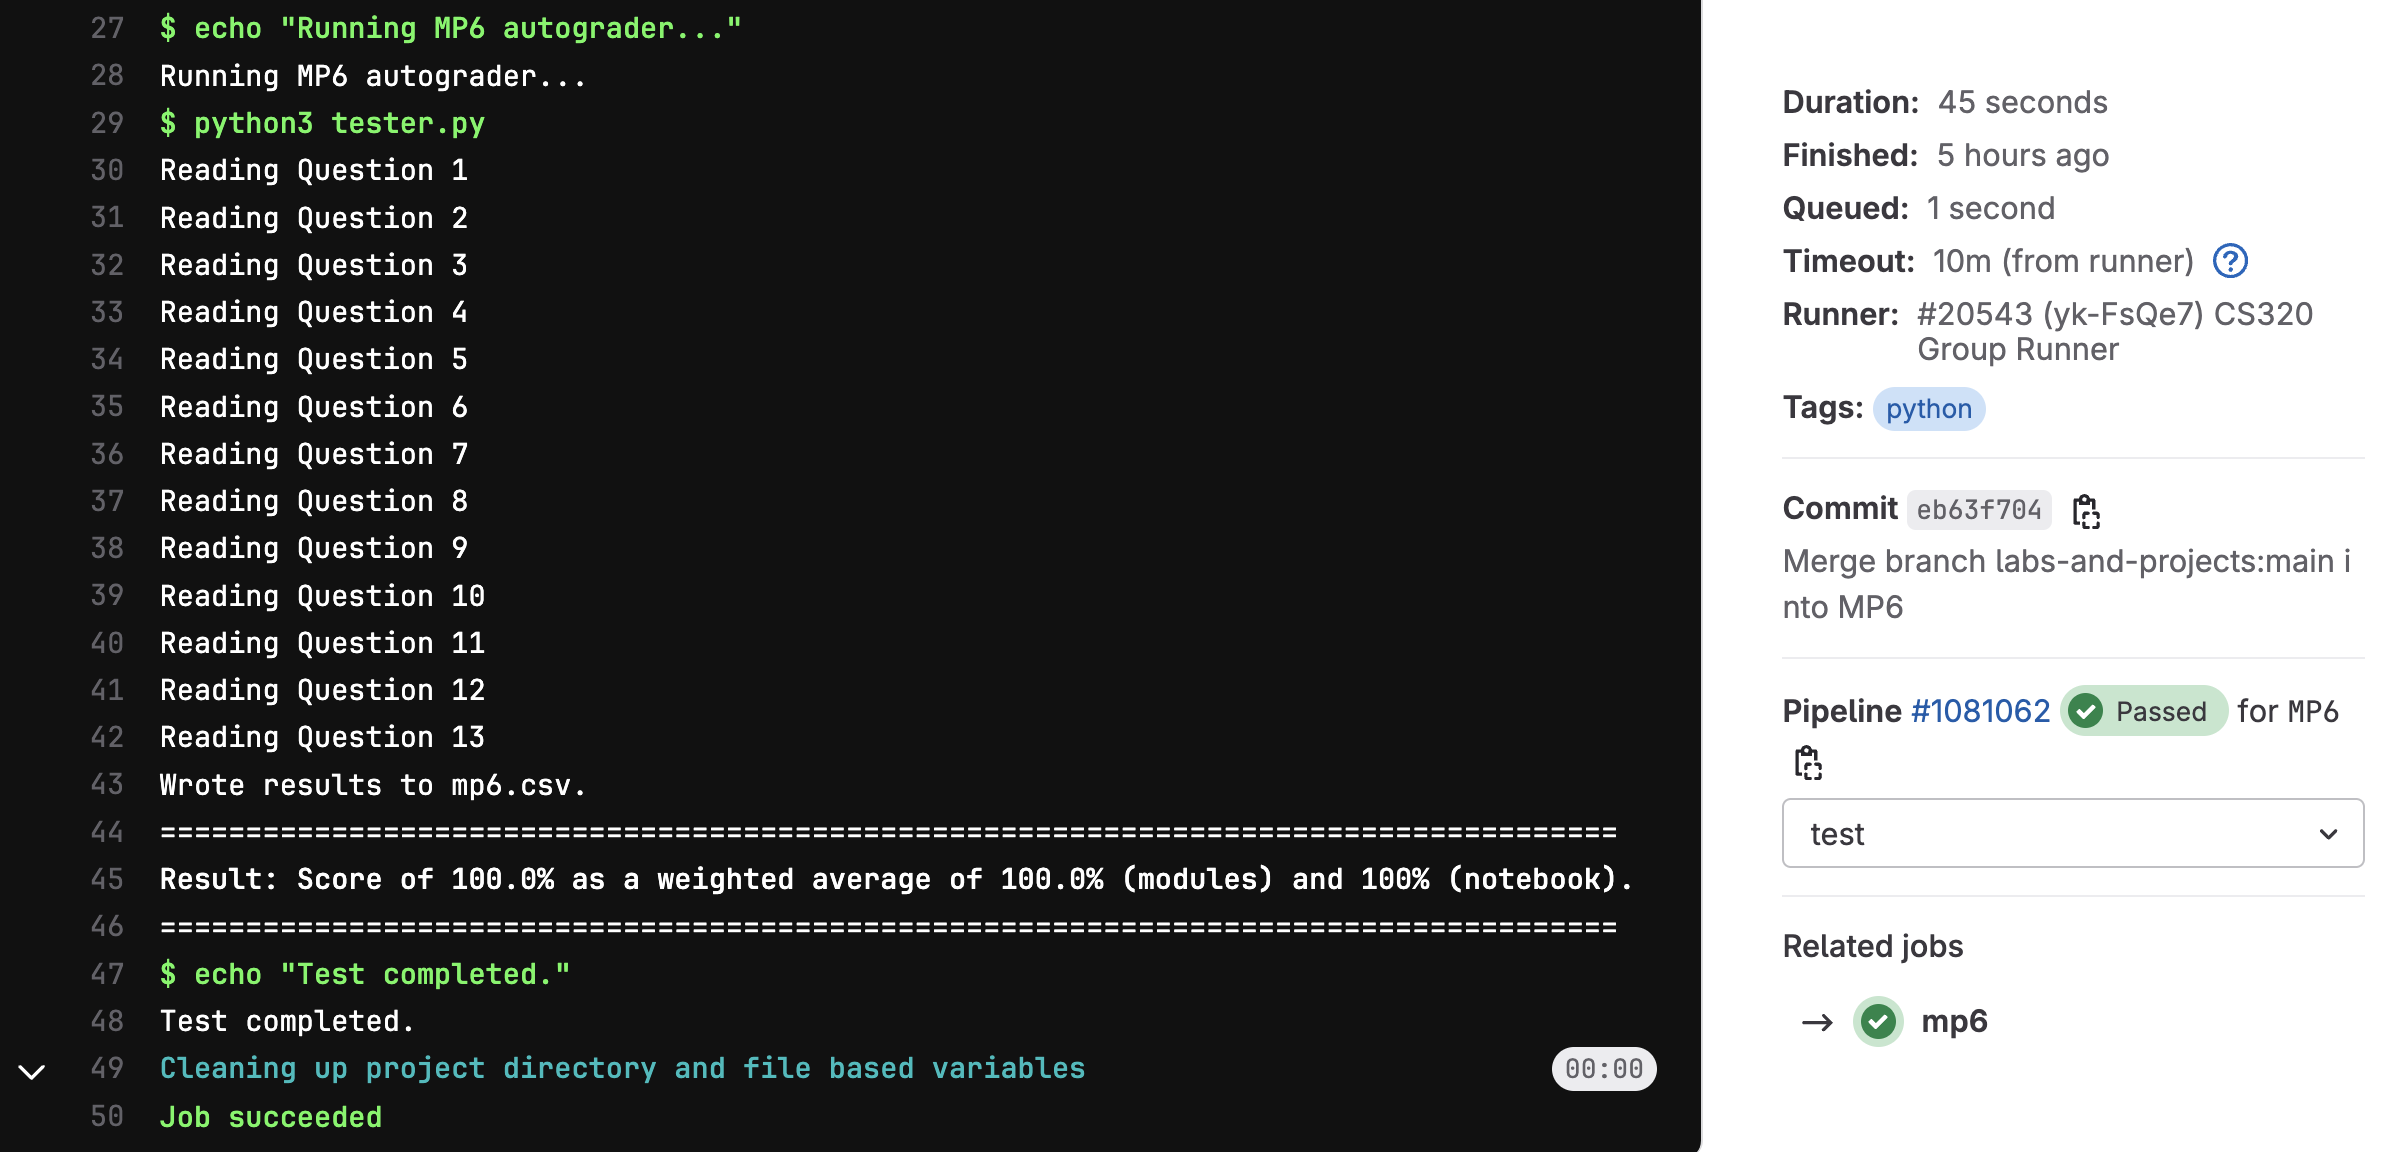 27 $ echo "Running MP6 autograder..."
28 Running MP6 autograder...
29 $ python3 tester.py
30 Reading Question 1
31 Reading Question 2
32 Reading Question 3
33 Reading Question 4
34 Reading Question 5
35 Reading Question 6
36 Reading Question 7
37 Reading Question 8
38 Reading Question 9
39 Reading Question 10
40 Reading Question 11
41 Reading Question 12
42 Reading Question 13
43 Wrote results to mp6.csv.
44 =====================================================================================
45 Result: Score of 100.0% as a weighted average of 100.0% (modules) and 100% (notebook).
46 =====================================================================================
47 $ echo "Test completed."
48 Test completed.
49 Cleaning up project directory and file based variables 00:00
50 Job succeeded
Duration: 45 seconds
Finished: 5 hours ago
Queued: 1 second
Timeout: 10m (from runner) ?
Runner: #20543 (yk-FsQe7) CS320
Group Runner
Tags: python
Commit eb63f704
Merge branch labs-and-projects:main i
nto MP6
Pipeline #1081062 Passed for MP6
test
Related jobs
→ mp6